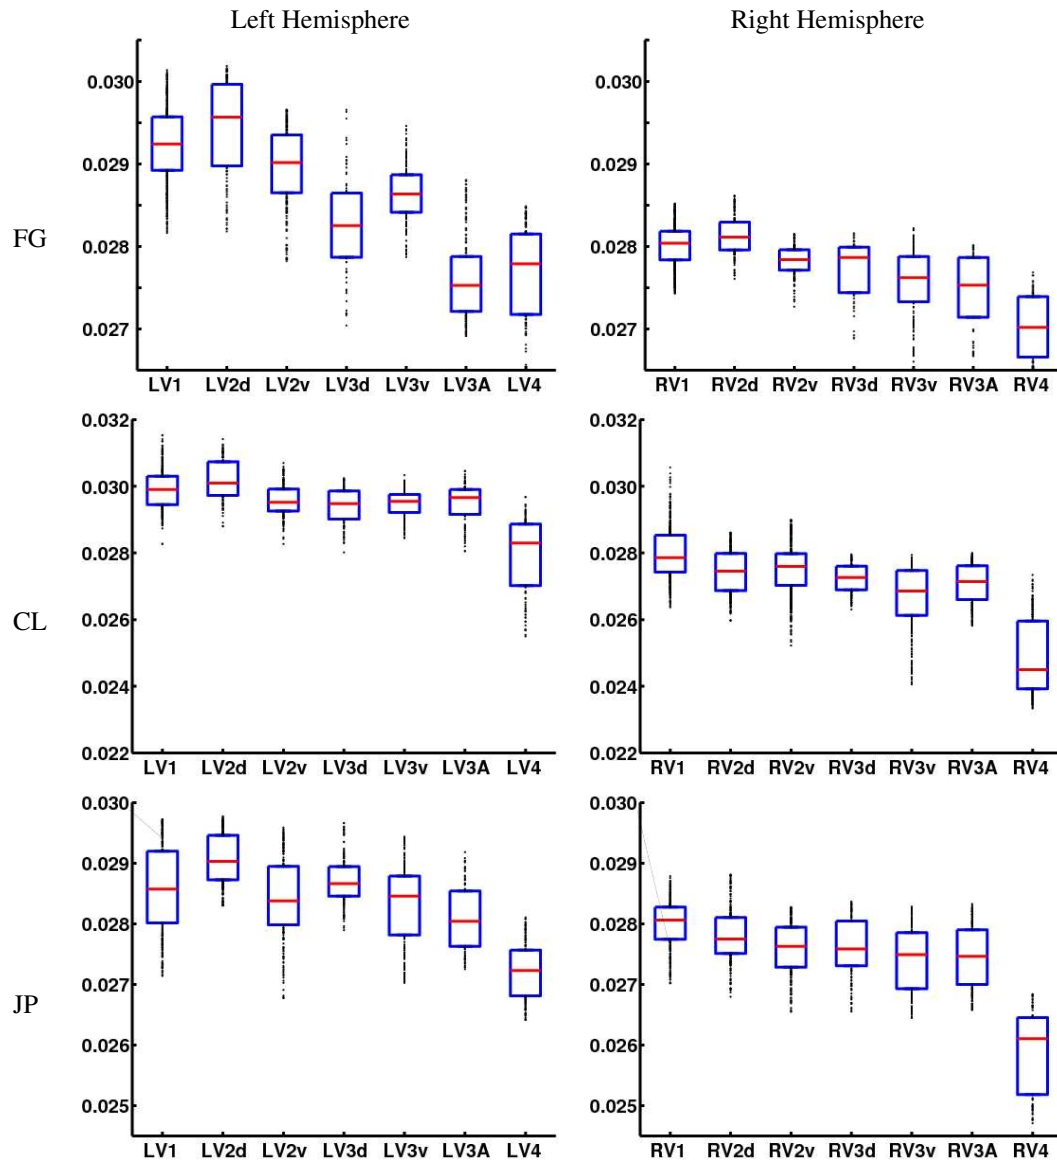 Left Hemisphere
Right Hemisphere
FG
0.030
0.029
0.028
0.027
LV1 LV2d LV2v LV3d LV3v LV3A LV4
0.030
0.029
0.028
0.027
RV1 RV2d RV2v RV3d RV3v RV3A RV4
CL
0.032
0.030
0.028
0.026
0.024
0.022
LV1 LV2d LV2v LV3d LV3v LV3A LV4
0.032
0.030
0.028
0.026
0.024
0.022
RV1 RV2d RV2v RV3d RV3v RV3A RV4
JP
0.030
0.029
0.028
0.027
0.026
0.025
LV1 LV2d LV2v LV3d LV3v LV3A LV4
0.030
0.029
0.028
0.027
0.026
0.025
RV1 RV2d RV2v RV3d RV3v RV3A RV4